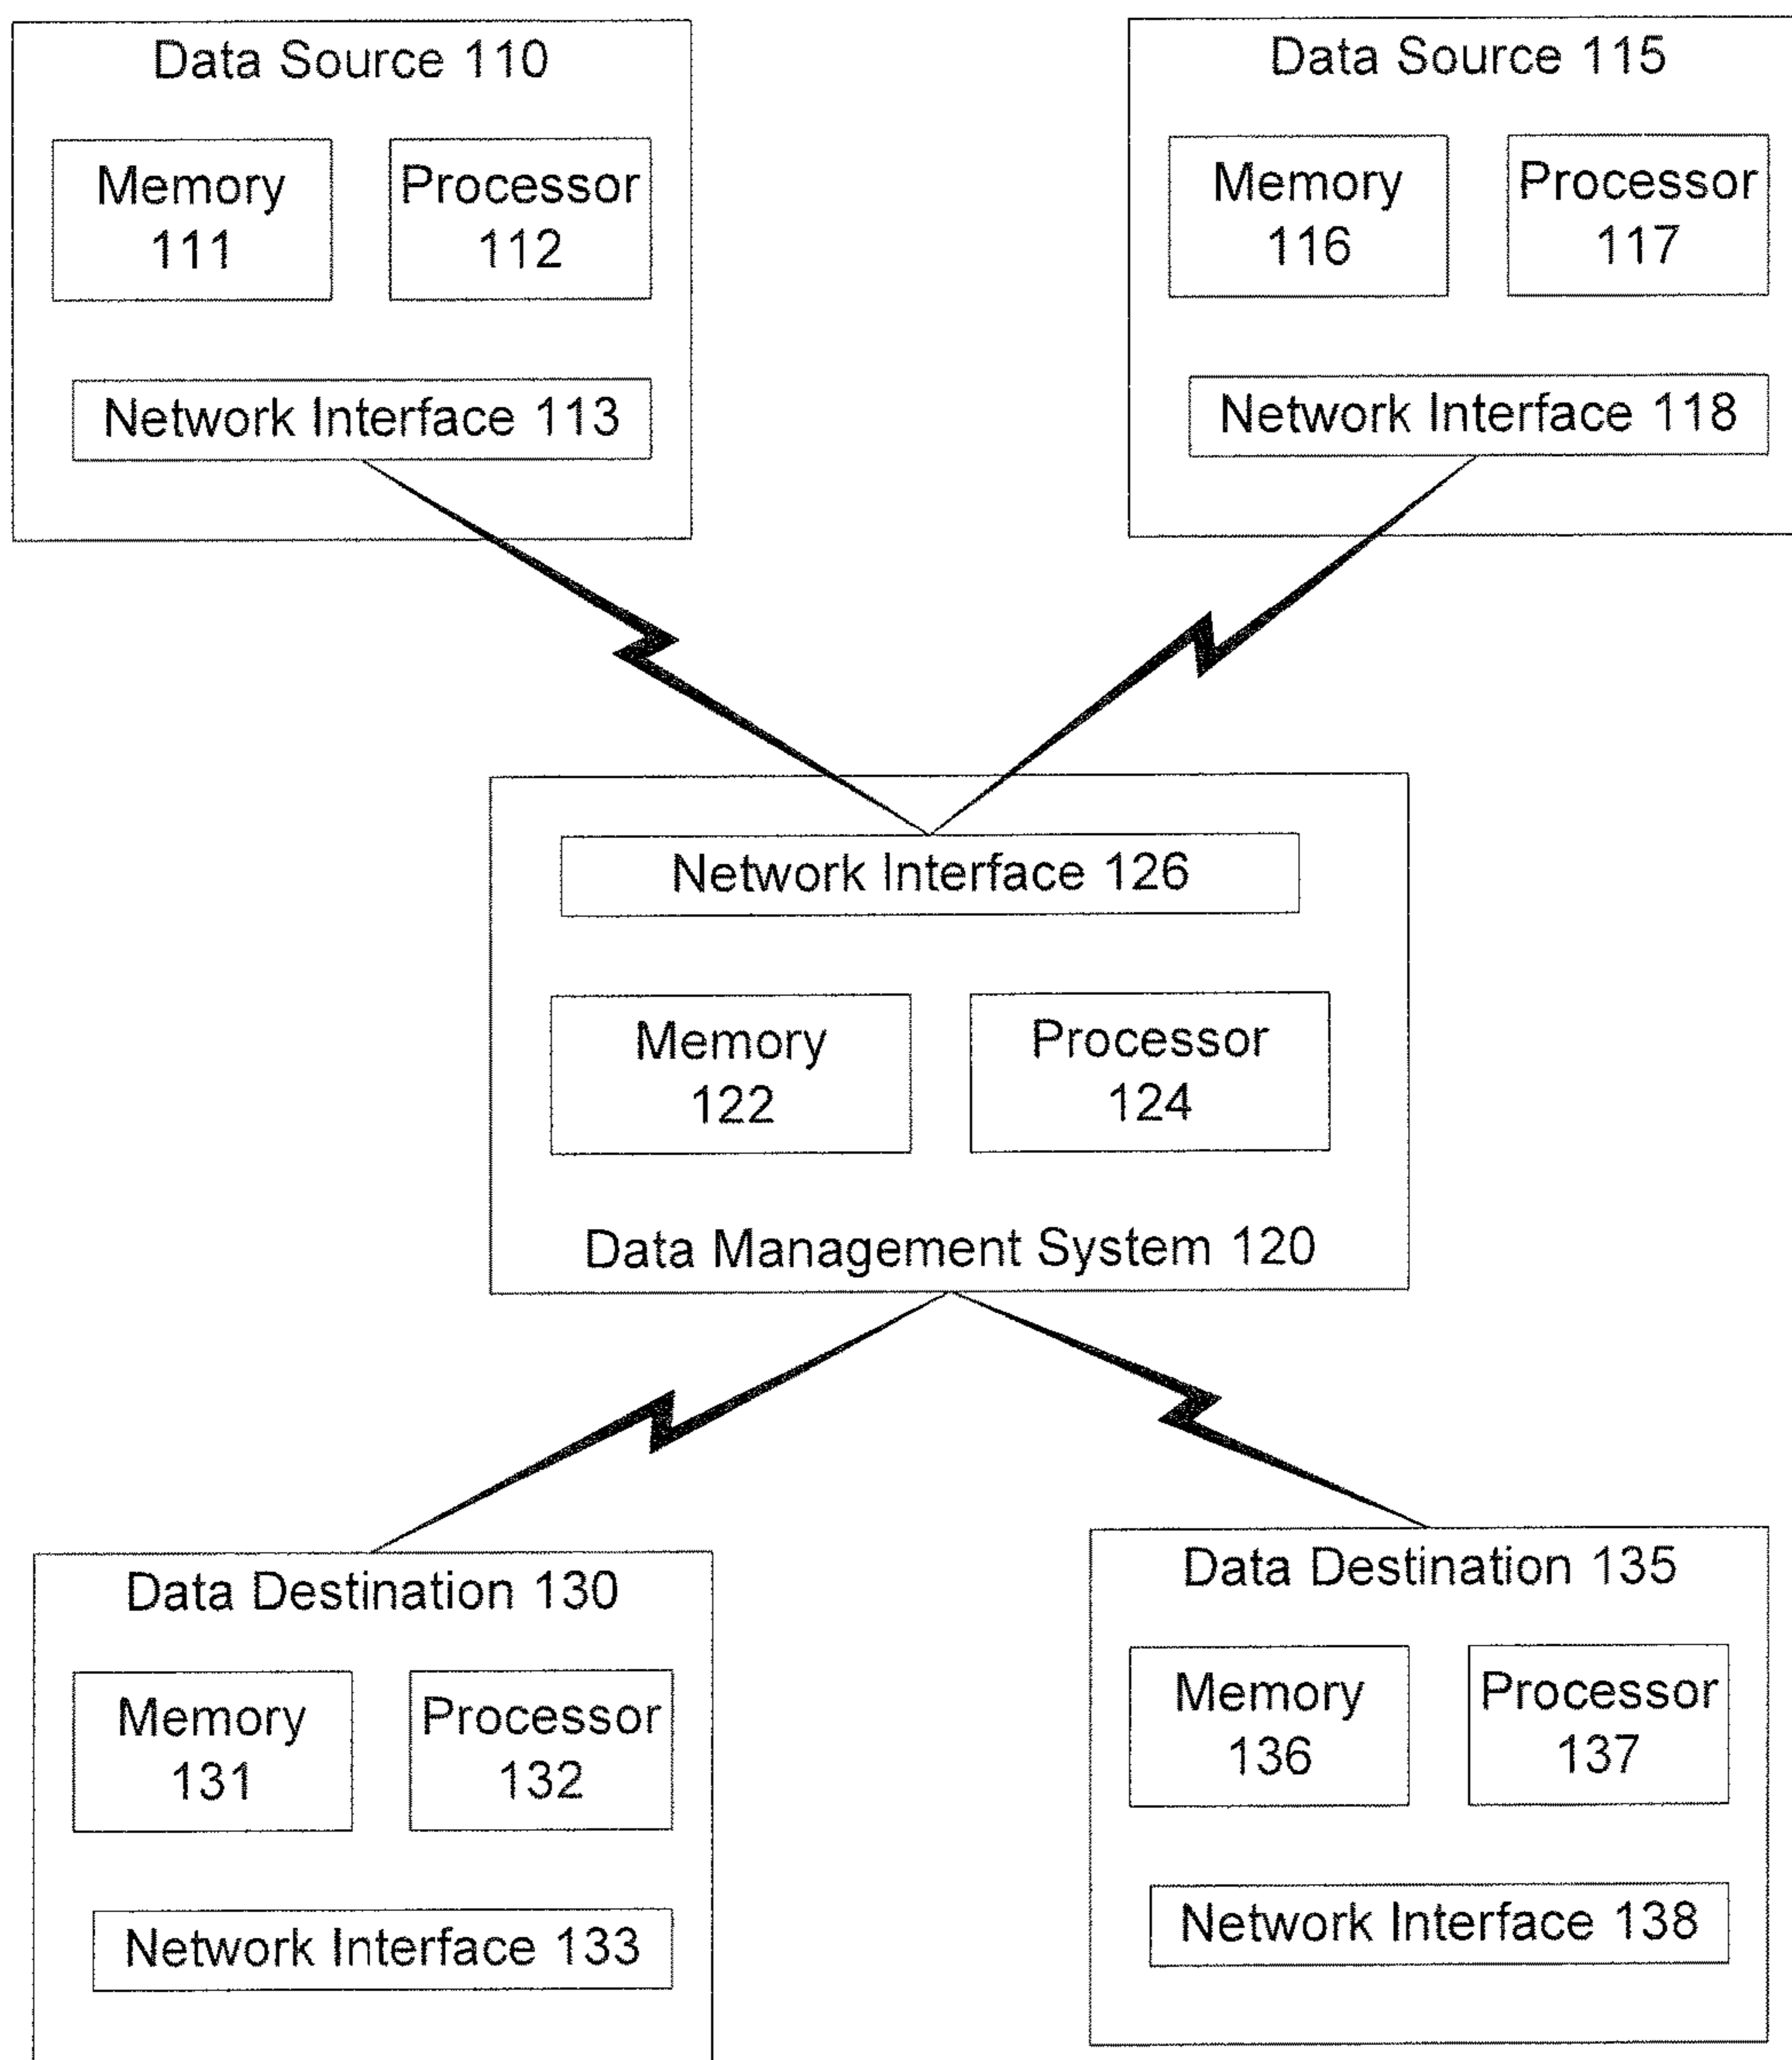 Data Source 110
Memory
111
Processor
112
Network Interface 113
Data Source 115
Memory
116
Processor
117
Network Interface 118
Network Interface 126
Memory
122
Processor
124
Data Management System 120
Data Destination 130
Memory
131
Processor
132
Network Interface 133
Data Destination 135
Memory
136
Processor
137
Network Interface 138